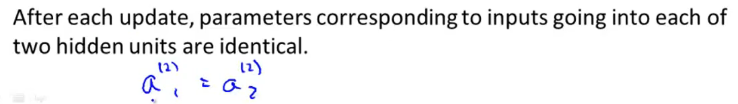 After each update, parameters corresponding to inputs going into each of
two hidden units are identical.
a₁⁽²⁾ = a₂⁽²⁾